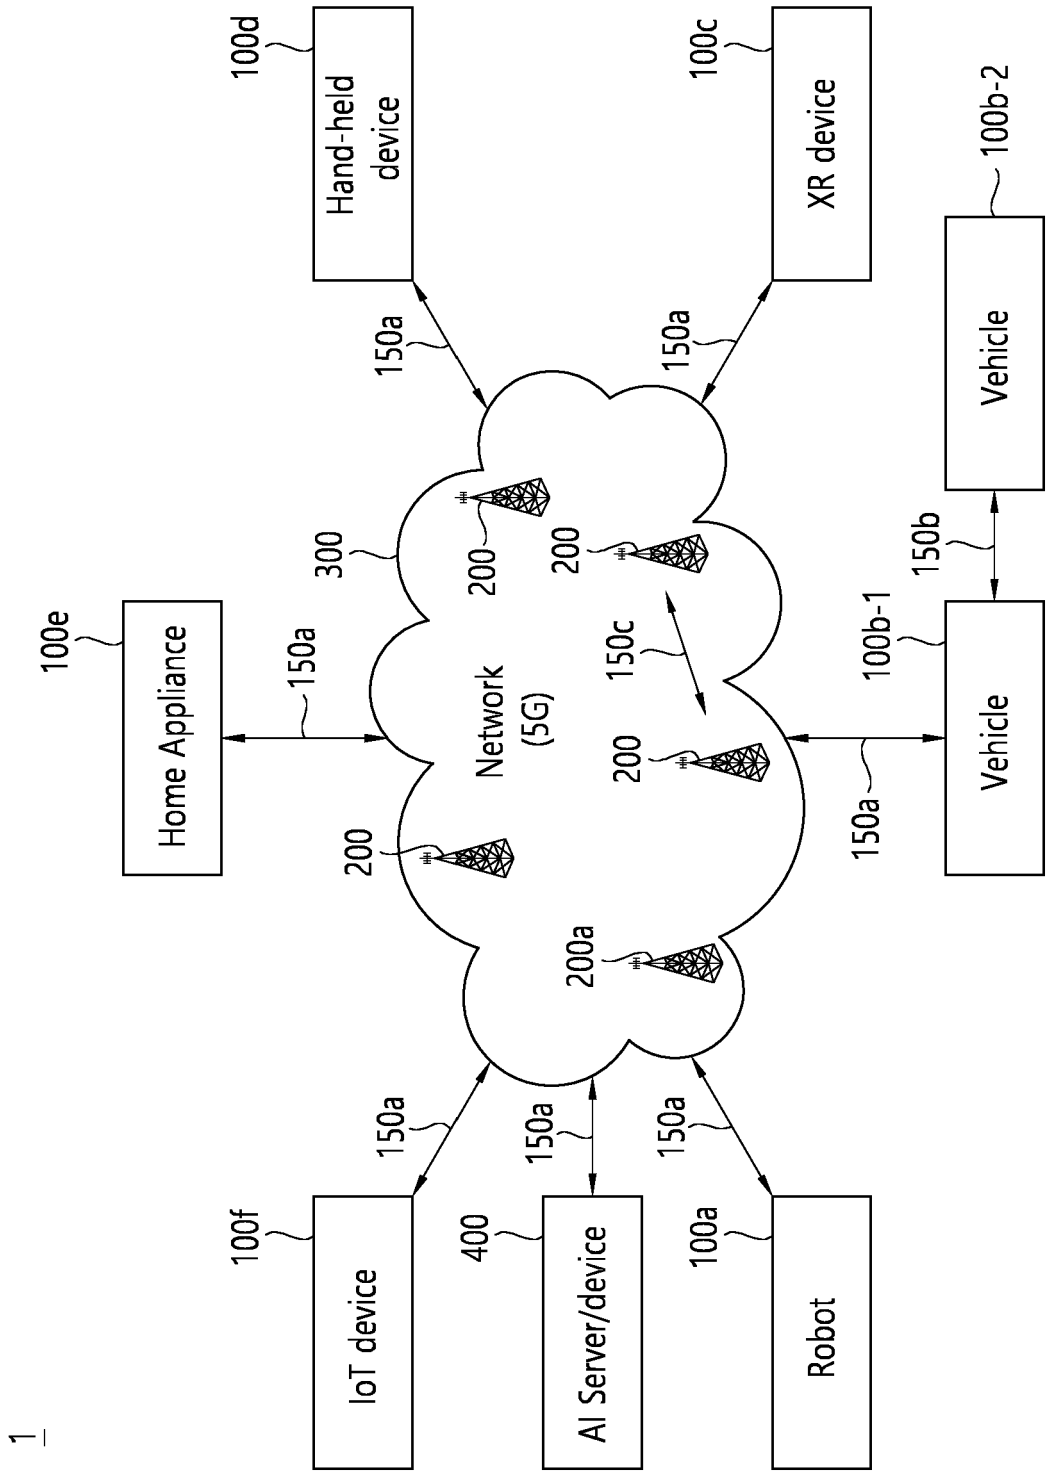 1
100e
Home Appliance
150a
100f
IoT device
150a
100d
Hand-held
device
150a
300
200
200
Network
(5G)
400
AI Server/device
150a
200a
200
150c
200
150a
100a
Robot
150a
100c
XR device
150a
100b-1
Vehicle
150b
Vehicle
100b-2